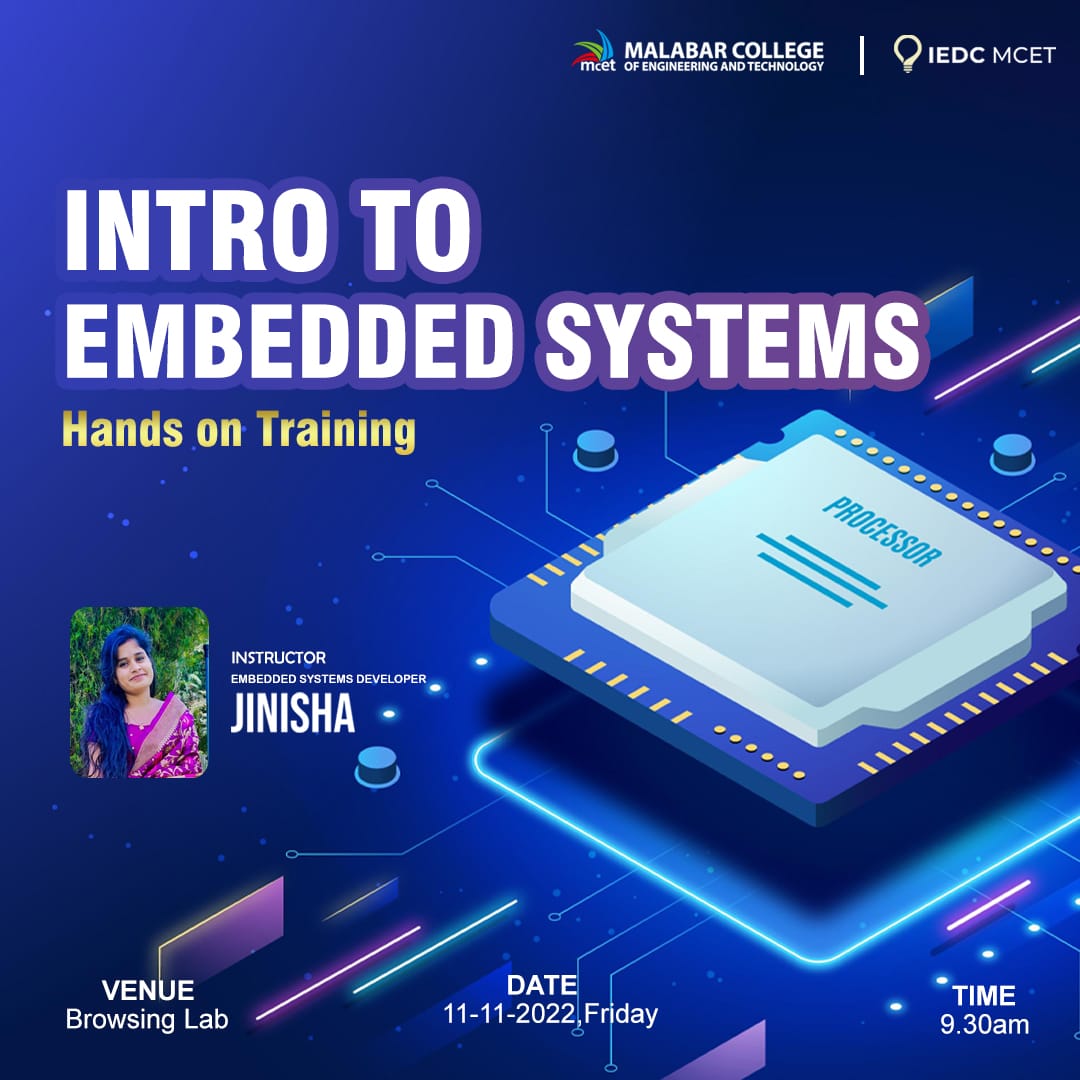 mcet
MALABAR COLLEGE
OF ENGINEERING AND TECHNOLOGY
IEDC MCET
INTRO TO
EMBEDDED SYSTEMS
Hands on Training
PROCESSOR
INSTRUCTOR
EMBEDDED SYSTEMS DEVELOPER
JINISHA
VENUE
Browsing Lab
DATE
11-11-2022,Friday
TIME
9.30am